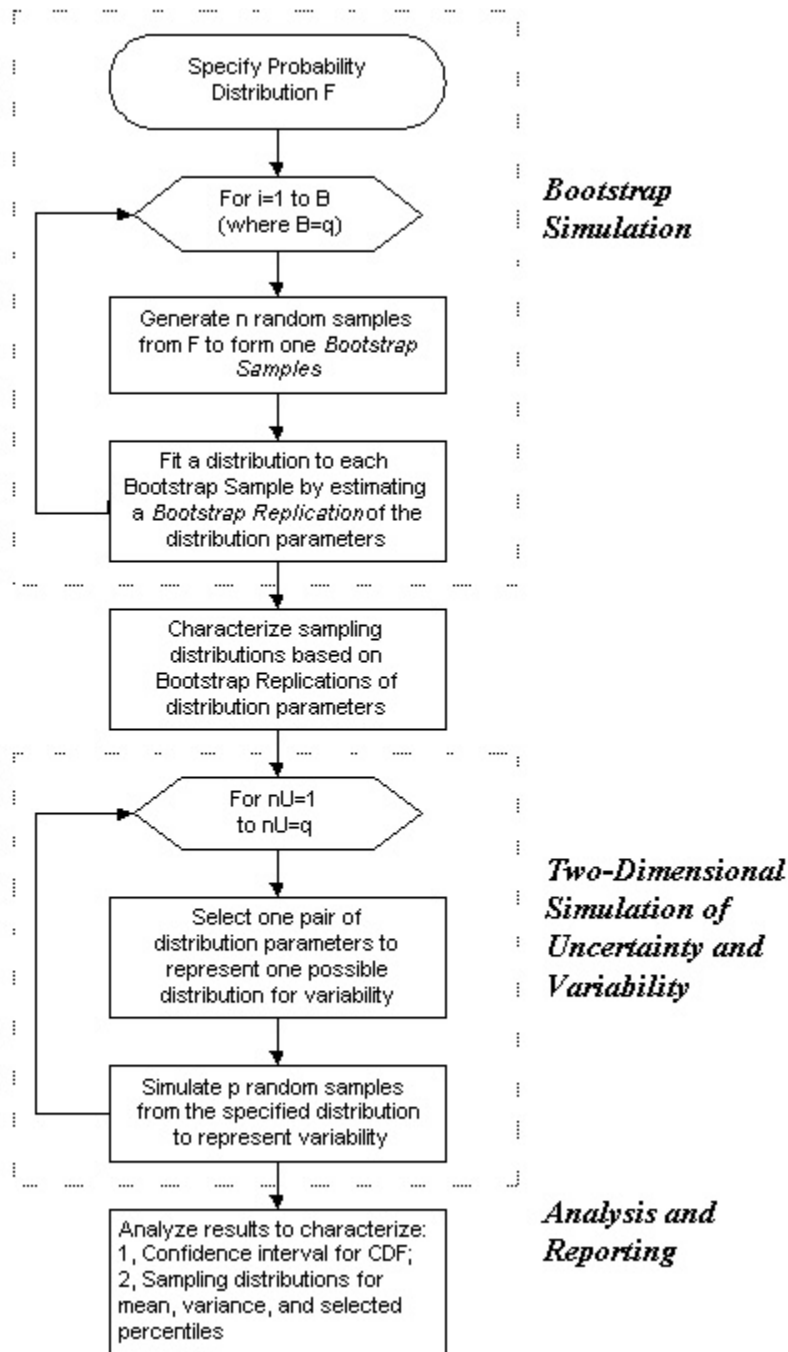 Specify Probability
Distribution F
For i=1 to B
(where B=q)
Bootstrap
Simulation
Generate n random samples
from F to form one Bootstrap
Samples
Fit a distribution to each
Bootstrap Sample by estimating
a Bootstrap Replication of the
distribution parameters
Characterize sampling
distributions based on
Bootstrap Replications of
distribution parameters
For nU=1
to nU=q
Two-Dimensional
Simulation of
Uncertainty and
Variability
Select one pair of
distribution parameters to
represent one possible
distribution for variability
Simulate p random samples
from the specified distribution
to represent variability
Analysis and
Reporting
Analyze results to characterize:
1, Confidence interval for CDF;
2, Sampling distributions for
mean, variance, and selected
percentiles